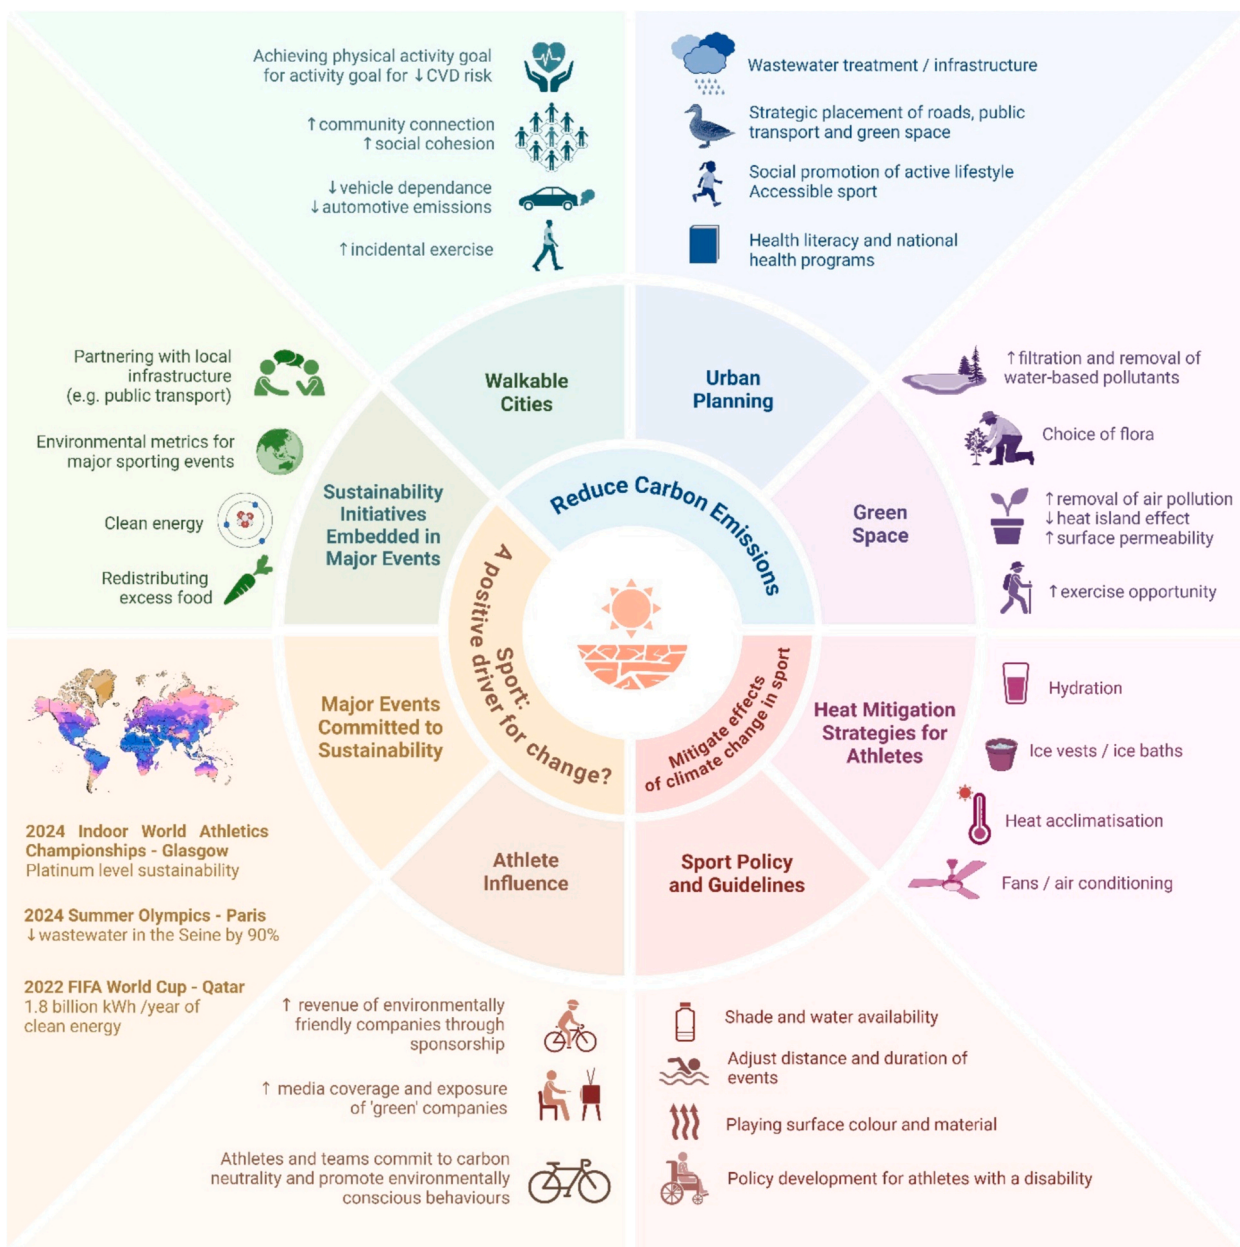 Achieving physical activity goal
for activity goal for ↓CVD risk
↑community connection
↑social cohesion
↓vehicle dependance
↓automotive emissions
↑incidental exercise
Wastewater treatment / infrastructure
Strategic placement of roads, public
transport and green space
Social promotion of active lifestyle
Accessible sport
Health literacy and national
health programs
Partnering with local
infrastructure
(e.g. public transport)
Environmental metrics for
major sporting events
Clean energy
Redistributing
excess food
Walkable
Cities
Urban
Planning
Sustainability
Initiatives
Embedded in
Major Events
Green
Space
Reduce Carbon Emissions
Sport:
A positive driver for change?
Mitigate effects
of climate change in sport
↑filtration and removal of
water-based pollutants
Choice of flora
↑removal of air pollution
↓heat island effect
↑surface permeability
↑exercise opportunity
Major Events
Committed to
Sustainability
Heat Mitigation
Strategies for
Athletes
Athlete
Influence
Sport Policy
and Guidelines
Hydration
Ice vests / ice baths
Heat acclimatisation
Fans / air conditioning
2024 Indoor World Athletics
Championships - Glasgow
Platinum level sustainability
2024 Summer Olympics - Paris
↓wastewater in the Seine by 90%
2022 FIFA World Cup - Qatar
1.8 billion kWh /year of
clean energy
↑ revenue of environmentally
friendly companies through
sponsorship
↑ media coverage and exposure
of 'green' companies
Athletes and teams commit to carbon
neutrality and promote environmentally
conscious behaviours
Shade and water availability
Adjust distance and duration of
events
Playing surface colour and material
Policy development for athletes with a disability